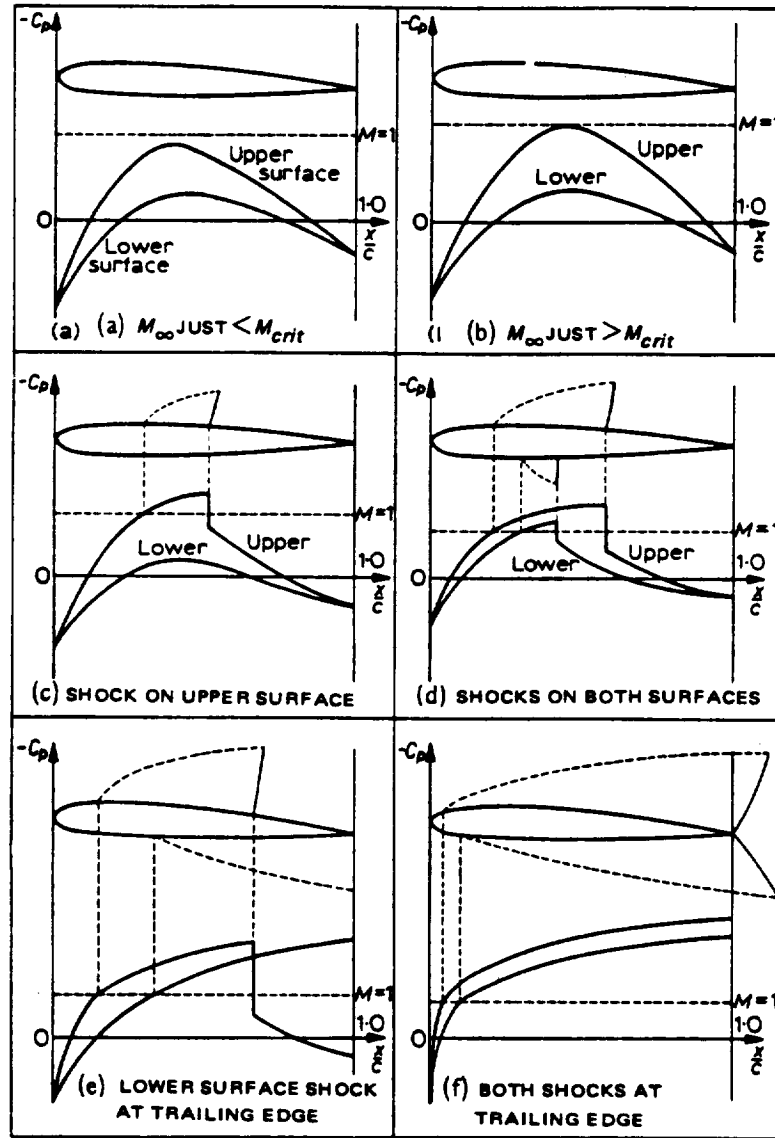 -Cp
M=1
Upper
surface
1·0
0
x/c
Lower
surface
(a) (a) M∞ JUST < Mcrit
-Cp
M=1
Upper
Lower
1·0
0
x/c
(b) M∞ JUST > Mcrit
-Cp
M=1
Lower
Upper
1·0
0
x/c
(c) SHOCK ON UPPER SURFACE
-Cp
M=1
Lower
Upper
1·0
0
x/c
(d) SHOCKS ON BOTH SURFACES
-Cp
M=1
1·0
0
x/c
(e) LOWER SURFACE SHOCK
AT TRAILING EDGE
-Cp
M=1
1·0
0
x/c
(f) BOTH SHOCKS AT
TRAILING EDGE